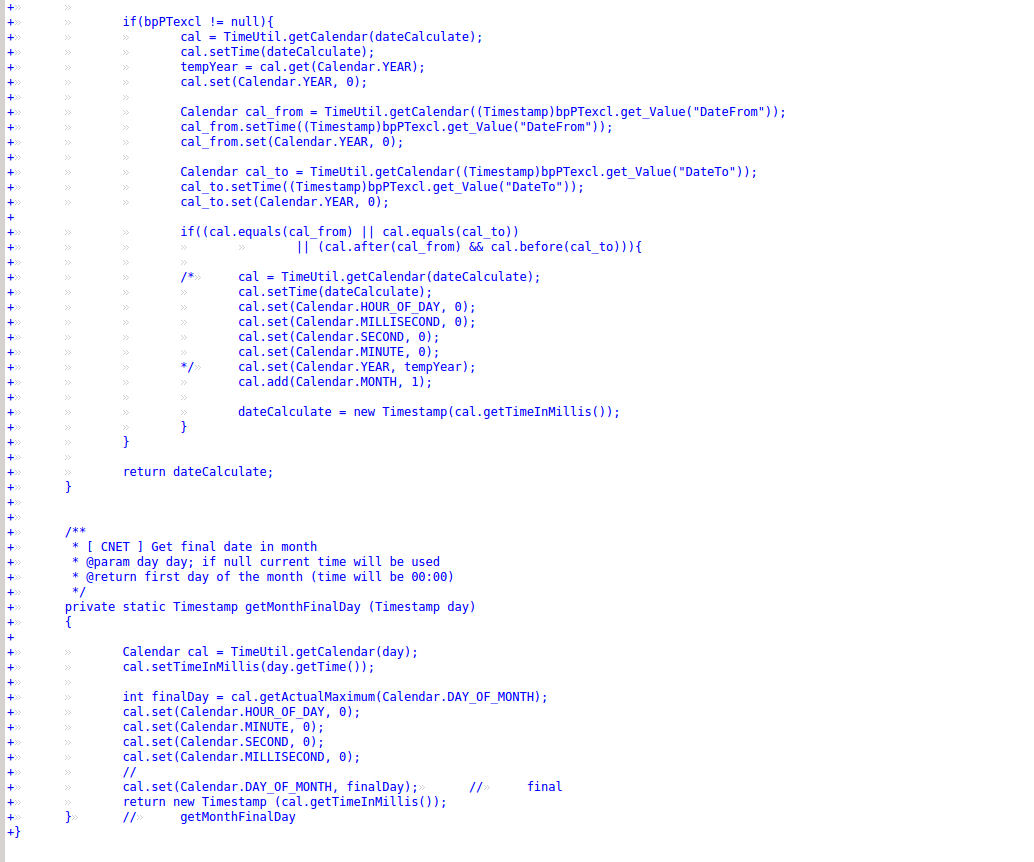 +»	»
+»	»	if(bpPTexcl != null){
+»	»	»	cal = TimeUtil.getCalendar(dateCalculate);
+»	»	»	cal.setTime(dateCalculate);
+»	»	»	tempYear = cal.get(Calendar.YEAR);
+»	»	»	cal.set(Calendar.YEAR, 0);
+»	»	»
+»	»	»	Calendar cal_from = TimeUtil.getCalendar((Timestamp)bpPTexcl.get_Value("DateFrom"));
+»	»	»	cal_from.setTime((Timestamp)bpPTexcl.get_Value("DateFrom"));
+»	»	»	cal_from.set(Calendar.YEAR, 0);
+»	»	»
+»	»	»	Calendar cal_to = TimeUtil.getCalendar((Timestamp)bpPTexcl.get_Value("DateTo"));
+»	»	»	cal_to.setTime((Timestamp)bpPTexcl.get_Value("DateTo"));
+»	»	»	cal_to.set(Calendar.YEAR, 0);
+
+»	»	»	if((cal.equals(cal_from) || cal.equals(cal_to))
+»	»	»	»	»	|| (cal.after(cal_from) && cal.before(cal_to))){
+»	»	»	»
+»	»	»	/*»	cal = TimeUtil.getCalendar(dateCalculate);
+»	»	»	»	cal.setTime(dateCalculate);
+»	»	»	»	cal.set(Calendar.HOUR_OF_DAY, 0);
+»	»	»	»	cal.set(Calendar.MILLISECOND, 0);
+»	»	»	»	cal.set(Calendar.SECOND, 0);
+»	»	»	»	cal.set(Calendar.MINUTE, 0);
+»	»	»	*/»	cal.set(Calendar.YEAR, tempYear);
+»	»	»	»	cal.add(Calendar.MONTH, 1);
+»	»	»	»
+»	»	»	»	dateCalculate = new Timestamp(cal.getTimeInMillis());
+»	»	»	}
+»	»	}
+»	»
+»	»	return dateCalculate;
+»	}
+»
+»
+»	/**
+»	 * [ CNET ] Get final date in month
+»	 * @param day day; if null current time will be used
+»	 * @return first day of the month (time will be 00:00)
+»	 */
+»	private static Timestamp getMonthFinalDay (Timestamp day)
+»	{
+
+»	»	Calendar cal = TimeUtil.getCalendar(day);
+»	»	cal.setTimeInMillis(day.getTime());
+»	»
+»	»	int finalDay = cal.getActualMaximum(Calendar.DAY_OF_MONTH);
+»	»	cal.set(Calendar.HOUR_OF_DAY, 0);
+»	»	cal.set(Calendar.MINUTE, 0);
+»	»	cal.set(Calendar.SECOND, 0);
+»	»	cal.set(Calendar.MILLISECOND, 0);
+»	»	//
+»	»	cal.set(Calendar.DAY_OF_MONTH, finalDay);»	//»	final
+»	»	return new Timestamp (cal.getTimeInMillis());
+»	}»	//»	getMonthFinalDay
+}